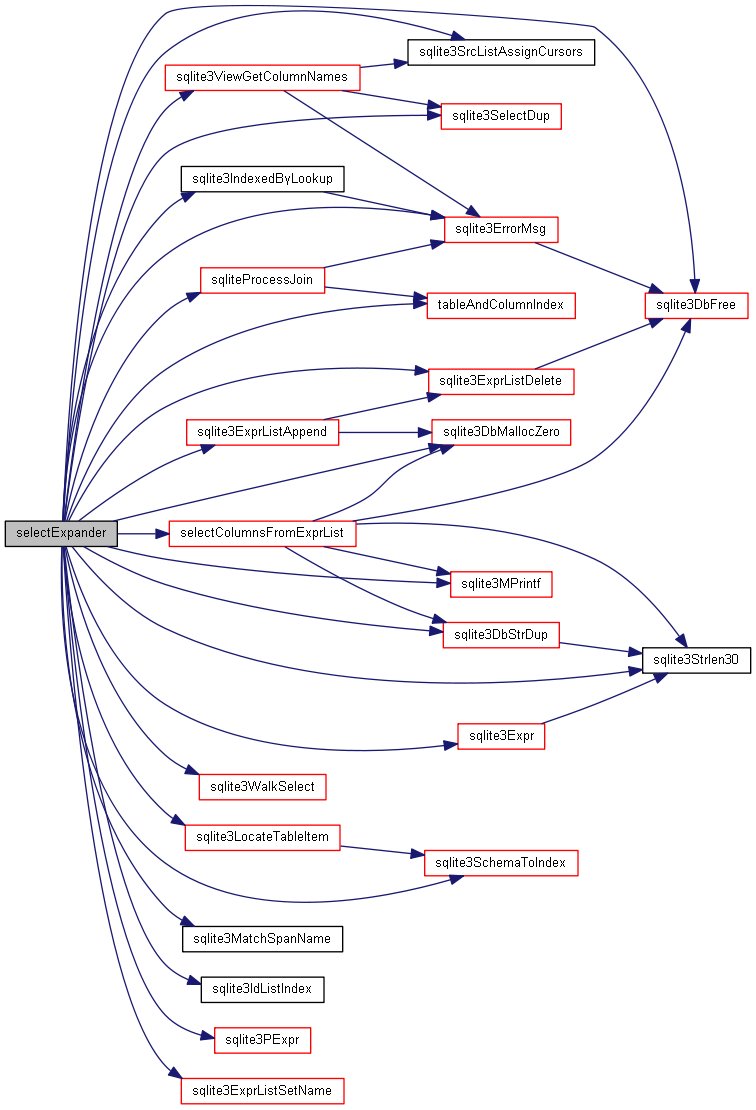 sqlite3SrcListAssignCursors
sqlite3ViewGetColumnNames
sqlite3SelectDup
sqlite3IndexedByLookup
sqlite3ErrorMsg
sqliteProcessJoin
tableAndColumnIndex
sqlite3DbFree
sqlite3ExprListDelete
sqlite3ExprListAppend
sqlite3DbMallocZero
selectExpander
selectColumnsFromExprList
sqlite3MPrintf
sqlite3DbStrDup
sqlite3Strlen30
sqlite3Expr
sqlite3WalkSelect
sqlite3LocateTableItem
sqlite3SchemaToIndex
sqlite3MatchSpanName
sqlite3IdListIndex
sqlite3PExpr
sqlite3ExprListSetName